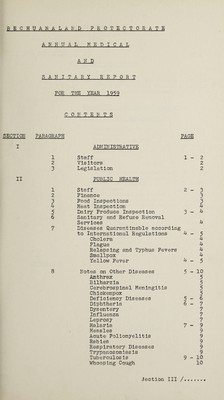 BECHUANALAND PROTECTORATE
ANNUAL MEDICAL
AND
SANITARY REPORT
FOR THE YEAR 1959
CONTENTS
SECTION PARAGRAPH PAGE
I ADMINISTRATIVE
1 Staff 1 - 2
2 Visitors 2
3 Legislation 2
II PUBLIC HEALTH
1 Staff 2 - 3
2 Finance 3
3 Food Inspections 3
4 Meat Inspection 4
5 Dairy Produce Inspection 3 - 4
6 Sanitary and Refuse Removal
Services 4
7 Diseases Quarantinable according
to International Regulations 4 - 5
Cholera 4
Plague 4
Relapsing and Typhus Fevers 4
Smallpox 4
Yellow Fever 4 - 5
8 Notes on Other Diseases 5 - 10
Anthrax 5
Bilharzia 5
Cerebrospinal Meningitis 5
Chickenpox 5
Deficiency Diseases 5 - 6
Diphtheria 6 - 7
Dysentery 7
Influenza 7
Leprosy 7
Malaria 7 - 9
Measles 9
Acute Poliomyelitis 9
Rabies 9
Respiratory Diseases 9
Trypanosomiasis 9
Tuberculosis 9 - 10
Whooping Cough 10
Section III /.......